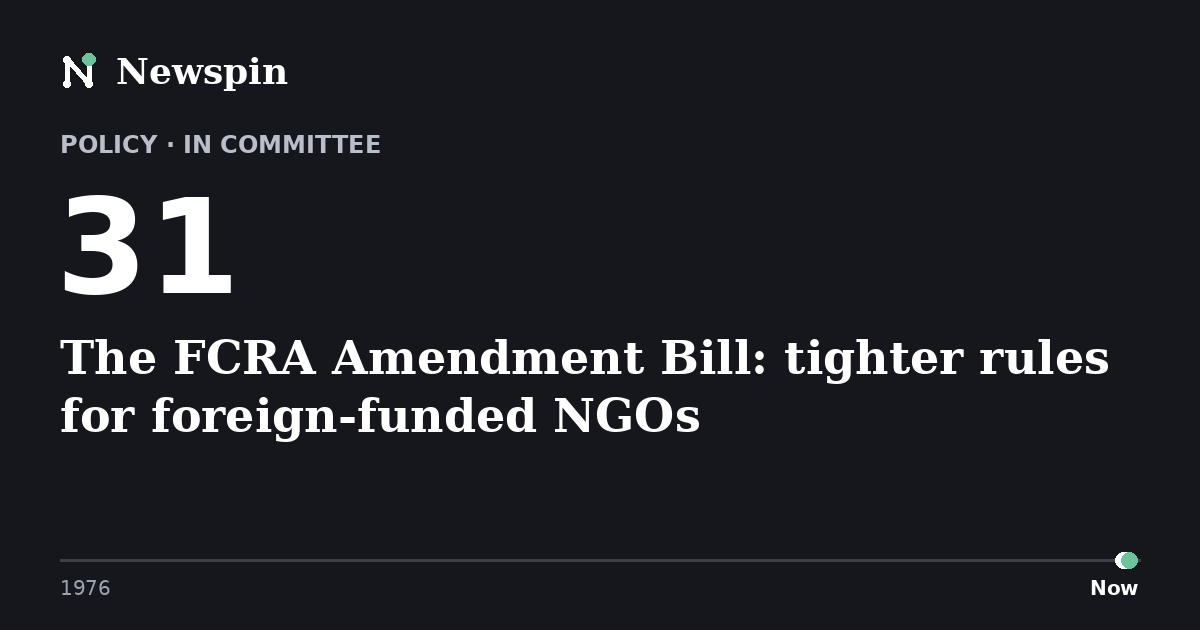 Newspin
POLICY · IN COMMITTEE
31
The FCRA Amendment Bill: tighter rules
for foreign-funded NGOs
1976
Now